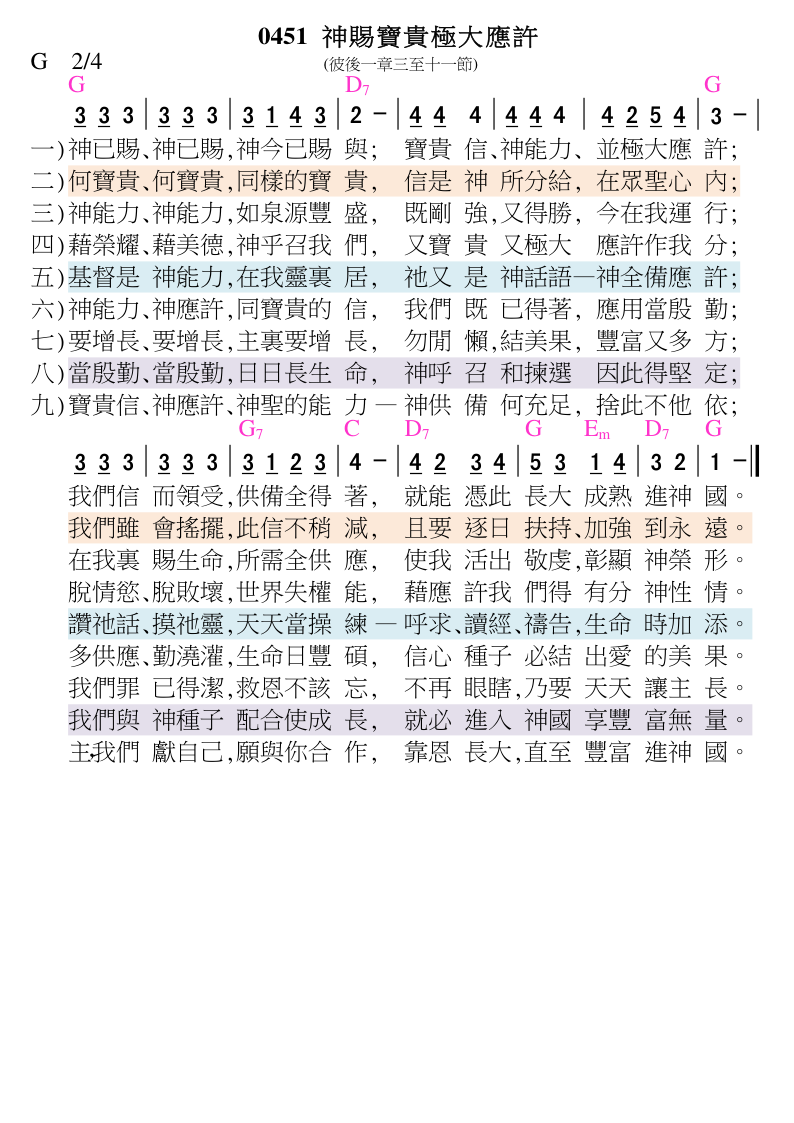 0451 神賜寶貴極大應許
G 2/4
(彼後一章三至十一節)
G D7 G
3 3 3 | 3 3 3 | 3 1 4 3 | 2 - | 4 4 4 | 4 4 4 | 4 2 5 4 | 3 - |
一)神已賜、神已賜,神今已賜 與; 寶貴 信、神能力、 並極大應 許;
二)何寶貴、何寶貴,同樣的寶 貴, 信是 神 所分給, 在眾聖心 內;
三)神能力、神能力,如泉源豐 盛, 既剛 強,又得勝, 今在我運 行;
四)藉榮耀、藉美德,神乎召我 們, 又寶 貴 又極大 應許作我 分;
五)基督是 神能力,在我靈裏 居, 祂又 是 神話語—神全備應 許;
六)神能力、神應許,同寶貴的 信, 我們 既 已得著, 應用當殷 勤;
七)要增長、要增長,主裏要增 長, 勿閒 懶,結美果, 豐富又多 方;
八)當殷勤、當殷勤,日日長生 命, 神呼 召 和揀選 因此得堅 定;
九)寶貴信、神應許、神聖的能 力 — 神供 備 何充足, 捨此不他 依;
G7 C D7 G Em D7 G
3 3 3 | 3 3 3 | 3 1 2 3 | 4 - | 4 2 3 4 | 5 3 1 4 | 3 2 | 1 - ‖
我們信 而領受,供備全得 著, 就能 憑此 長大 成熟 進神 國。
我們雖 會搖擺,此信不稍 減, 且要 逐日 扶持、加強 到永 遠。
在我裏 賜生命,所需全供 應, 使我 活出 敬虔,彰顯 神榮 形。
脫情慾、脫敗壞,世界失權 能, 藉應 許我 們得 有分 神性 情。
讚祂話、摸祂靈,天天當操 練 — 呼求、讀經、禱告,生命 時加 添。
多供應、勤澆灌,生命日豐 碩, 信心 種子 必結 出愛 的美 果。
我們罪 已得潔,救恩不該 忘, 不再 眼瞎,乃要 天天 讓主 長。
我們與 神種子 配合使成 長, 就必 進入 神國 享豐 富無 量。
主我們 獻自己,願與你合 作, 靠恩 長大,直至 豐富 進神 國。